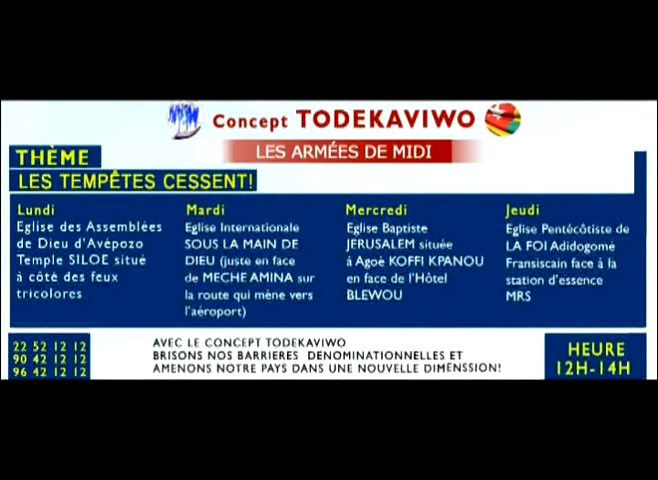 Concept TODEKAVIWO
LES ARMÉES DE MIDI
THÈME
LES TEMPÊTES CESSENT!
Lundi
Eglise des Assemblées
de Dieu d'Avépozo
Temple SILOE situé
à côté des feux
tricolores
Mardi
Eglise Internationale
SOUS LA MAIN DE
DIEU (juste en face
de MECHE AMINA sur
la route qui mène vers
l'aéroport)
Mercredi
Eglise Baptiste
JERUSALEM située
à Agoè KOFFI KPANOU
en face de l'Hôtel
BLEWOU
Jeudi
Eglise Pentécôtiste de
LA FOI Adidogomé
Fransiscain face à la
station d'essence
MRS
22 52 12 12
90 42 12 12
96 42 12 12
AVEC LE CONCEPT TODEKAVIWO
BRISONS NOS BARRIERES DENOMINATIONNELLES ET
AMENONS NOTRE PAYS DANS UNE NOUVELLE DIMENSSION!
HEURE
12H-14H